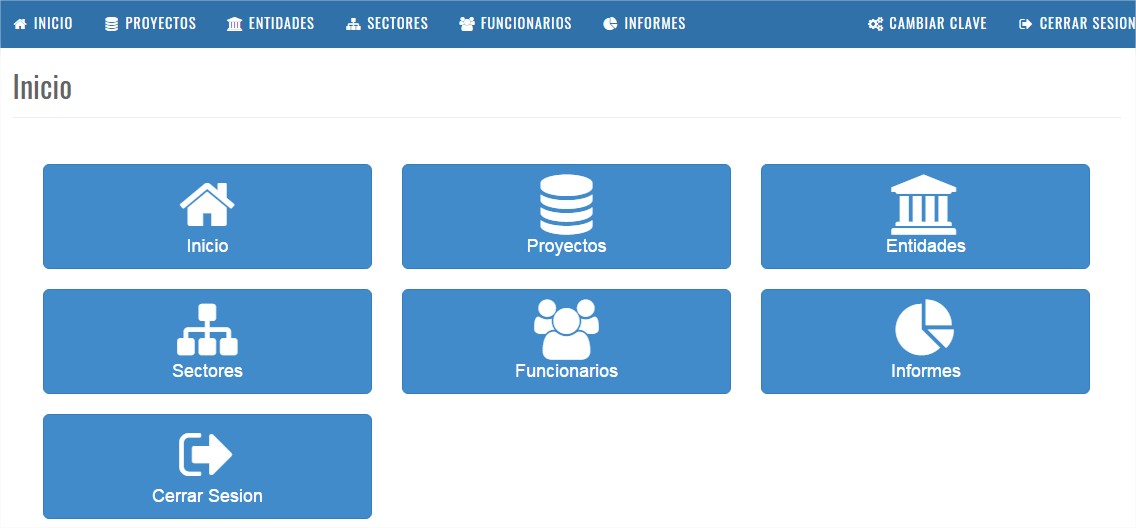 INICIO PROYECTOS ENTIDADES SECTORES FUNCIONARIOS INFORMES CAMBIAR CLAVE CERRAR SESION
Inicio
Inicio Proyectos Entidades
Sectores Funcionarios Informes
Cerrar Sesion